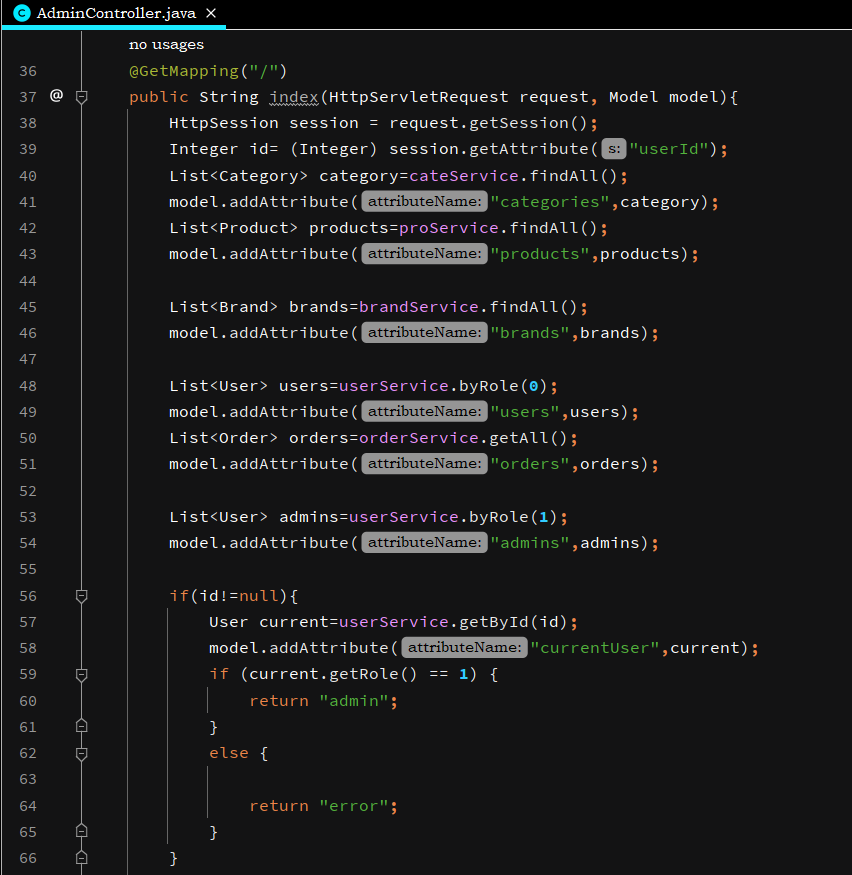 AdminController.java ×
no usages
36 @GetMapping("/")
37 @ public String index(HttpServletRequest request, Model model){
38 HttpSession session = request.getSession();
39 Integer id= (Integer) session.getAttribute( s: "userId");
40 List<Category> category=cateService.findAll();
41 model.addAttribute( attributeName: "categories",category);
42 List<Product> products=proService.findAll();
43 model.addAttribute( attributeName: "products",products);
44
45 List<Brand> brands=brandService.findAll();
46 model.addAttribute( attributeName: "brands",brands);
47
48 List<User> users=userService.byRole(0);
49 model.addAttribute( attributeName: "users",users);
50 List<Order> orders=orderService.getAll();
51 model.addAttribute( attributeName: "orders",orders);
52
53 List<User> admins=userService.byRole(1);
54 model.addAttribute( attributeName: "admins",admins);
55
56 if(id!=null){
57 User current=userService.getById(id);
58 model.addAttribute( attributeName: "currentUser",current);
59 if (current.getRole() == 1) {
60 return "admin";
61 }
62 else {
63
64 return "error";
65 }
66 }